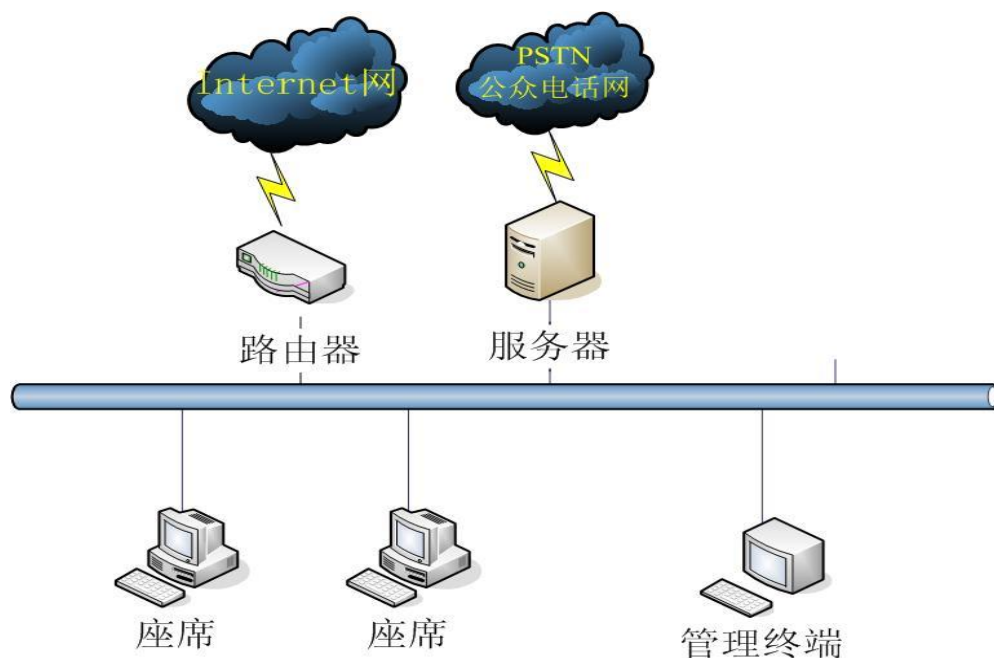 Internet网
PSTN
公众电话网
路由器
服务器
座席
座席
管理终端